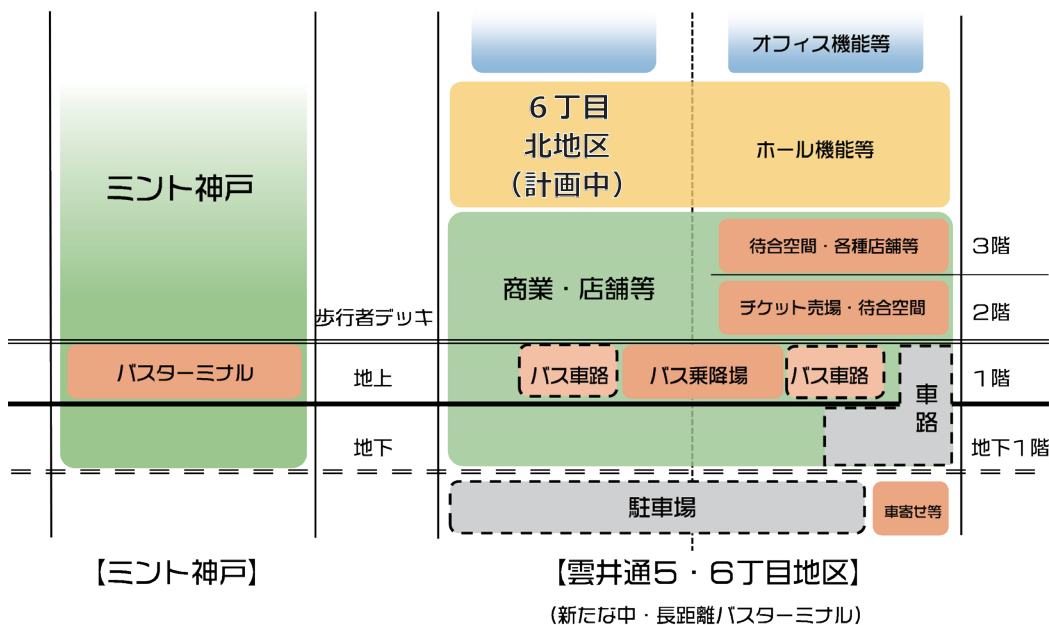 オフィス機能等
6丁目
北地区
(計画中)
ホール機能等
ミント神戸
待合空間・各種店舗等
3階
商業・店舗等
チケット売場・待合空間
2階
歩行者デッキ
バスターミナル
地上
バス車路
バス乗降場
バス車路
1階
車路
地下
地下1階
駐車場
車寄せ等
【ミント神戸】
【雲井通5・6丁目地区】
(新たな中・長距離バスターミナル)